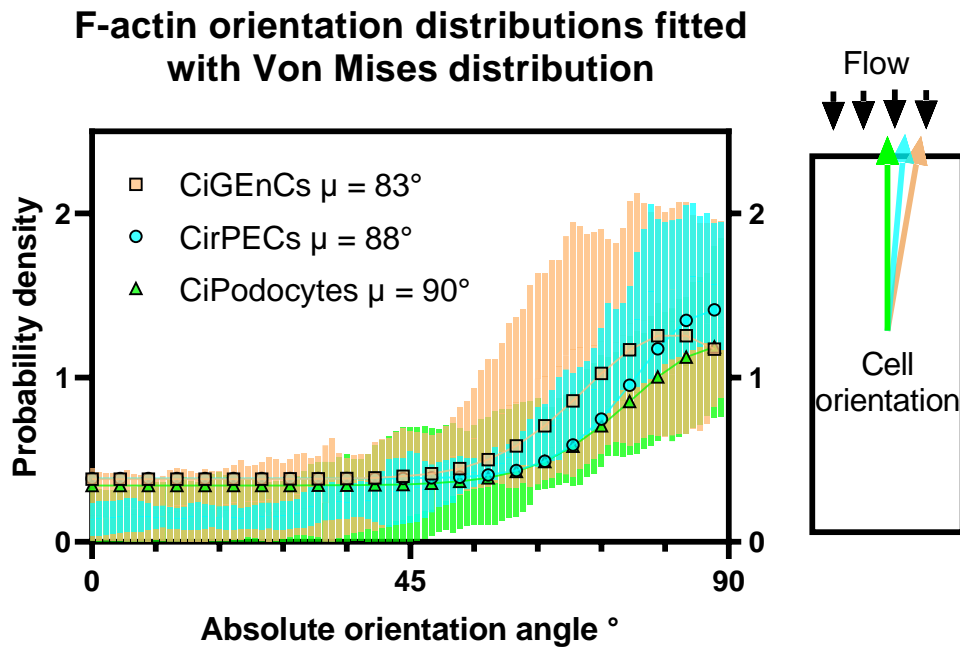 F-actin orientation distributions fitted
with Von Mises distribution
Flow
CiGEnCs μ = 83°
CirPECs μ = 88°
CiPodocytes μ = 90°
Probability density
2
1
0
2
1
0
0
45
90
Absolute orientation angle °
Cell
orientation